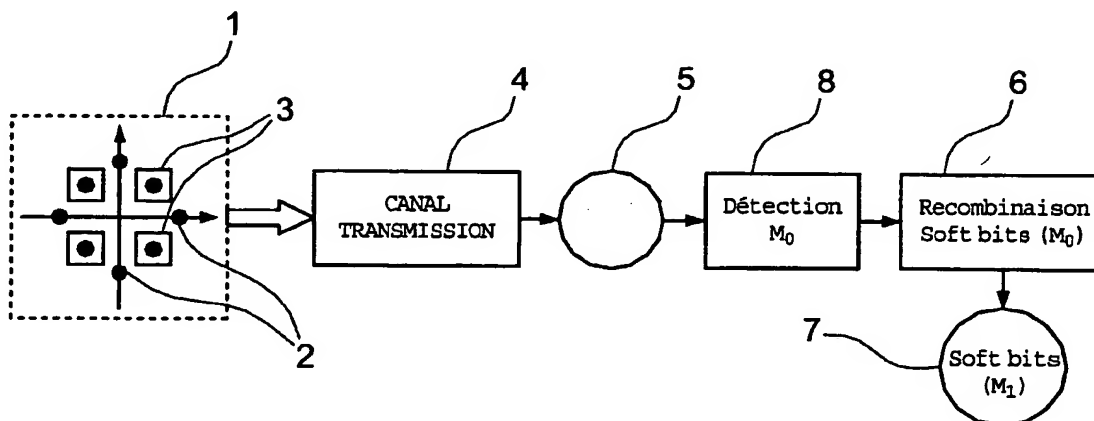 1
3
4
5
8
6
CANAL
TRANSMISSION
Détection
M₀
Recombinaison
Soft bits (M₀)
2
7
Soft bits
(M₁)